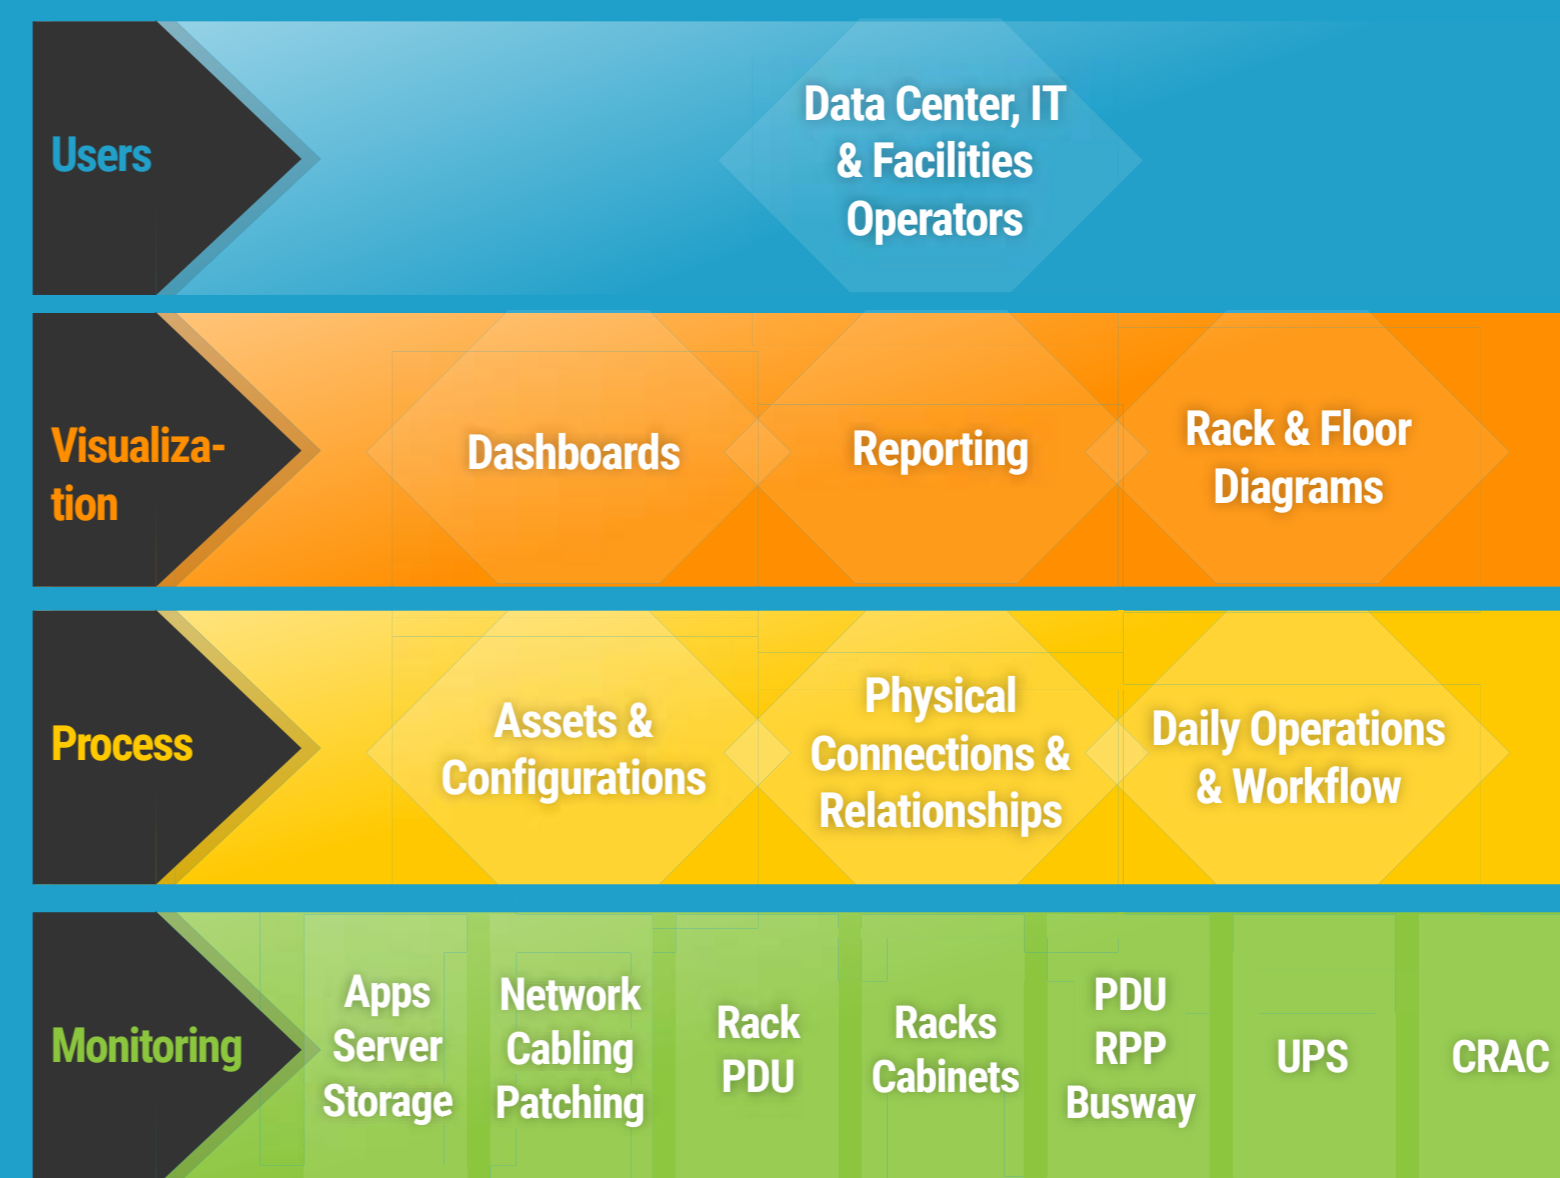 Users
Data Center, IT
& Facilities
Operators
Visualiza-
tion
Dashboards
Reporting
Rack & Floor
Diagrams
Process
Assets &
Configurations
Physical
Connections &
Relationships
Daily Operations
& Workflow
Monitoring
Apps
Server
Storage
Network
Cabling
Patching
Rack
PDU
Racks
Cabinets
PDU
RPP
Busway
UPS
CRAC